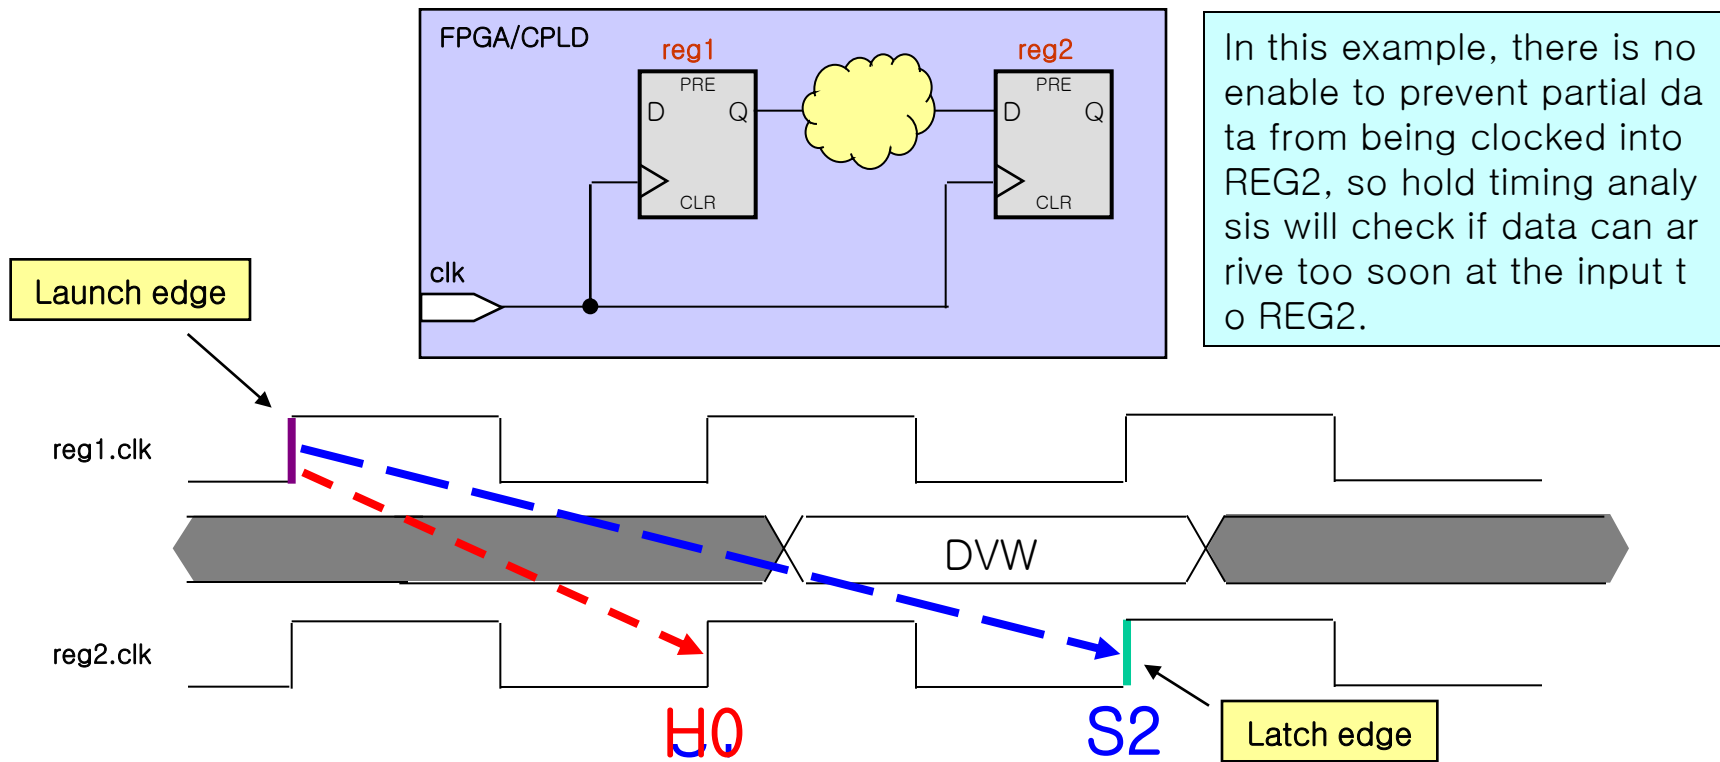 FPGA/CPLD
reg1
reg2
PRE
D
Q
CLR
PRE
D
Q
CLR
clk
In this example, there is no
enable to prevent partial da
ta from being clocked into
REG2, so hold timing analy
sis will check if data can ar
rive too soon at the input t
o REG2.
Launch edge
reg1.clk
DVW
reg2.clk
H0
S2
Latch edge